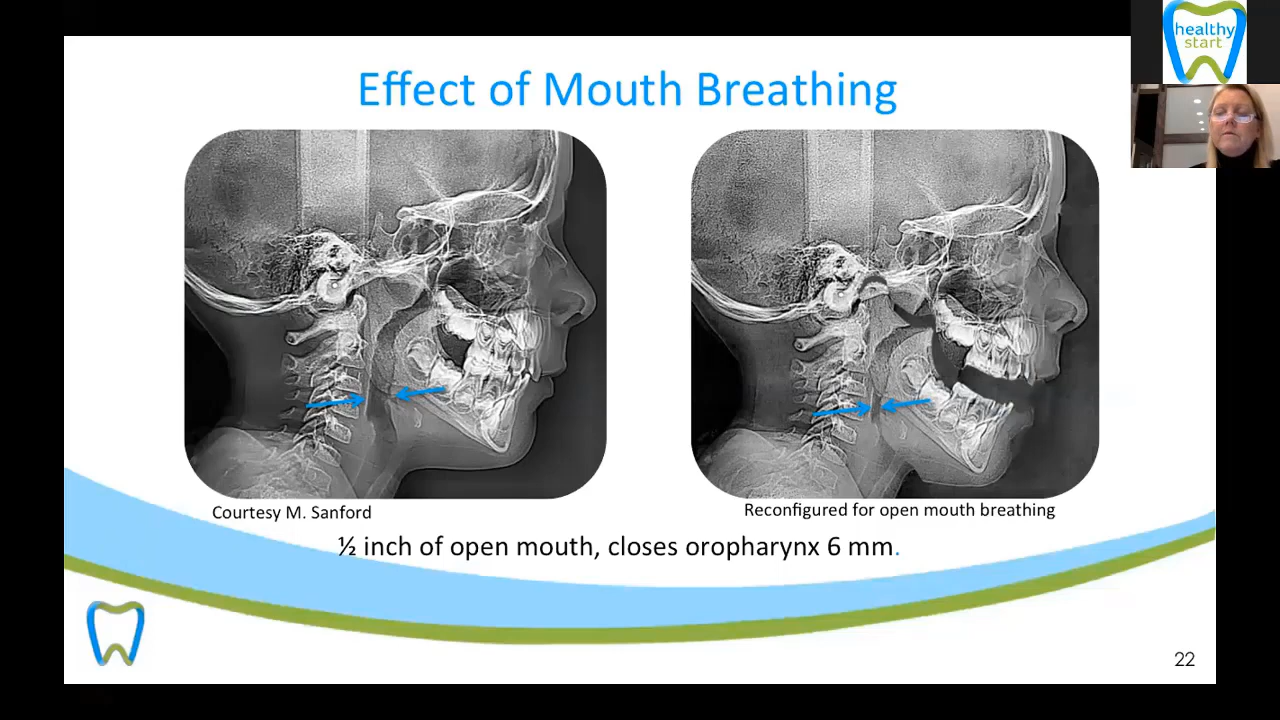 healthy
start
Effect of Mouth Breathing
Courtesy M. Sanford
Reconfigured for open mouth breathing
½ inch of open mouth, closes oropharynx 6 mm.
22